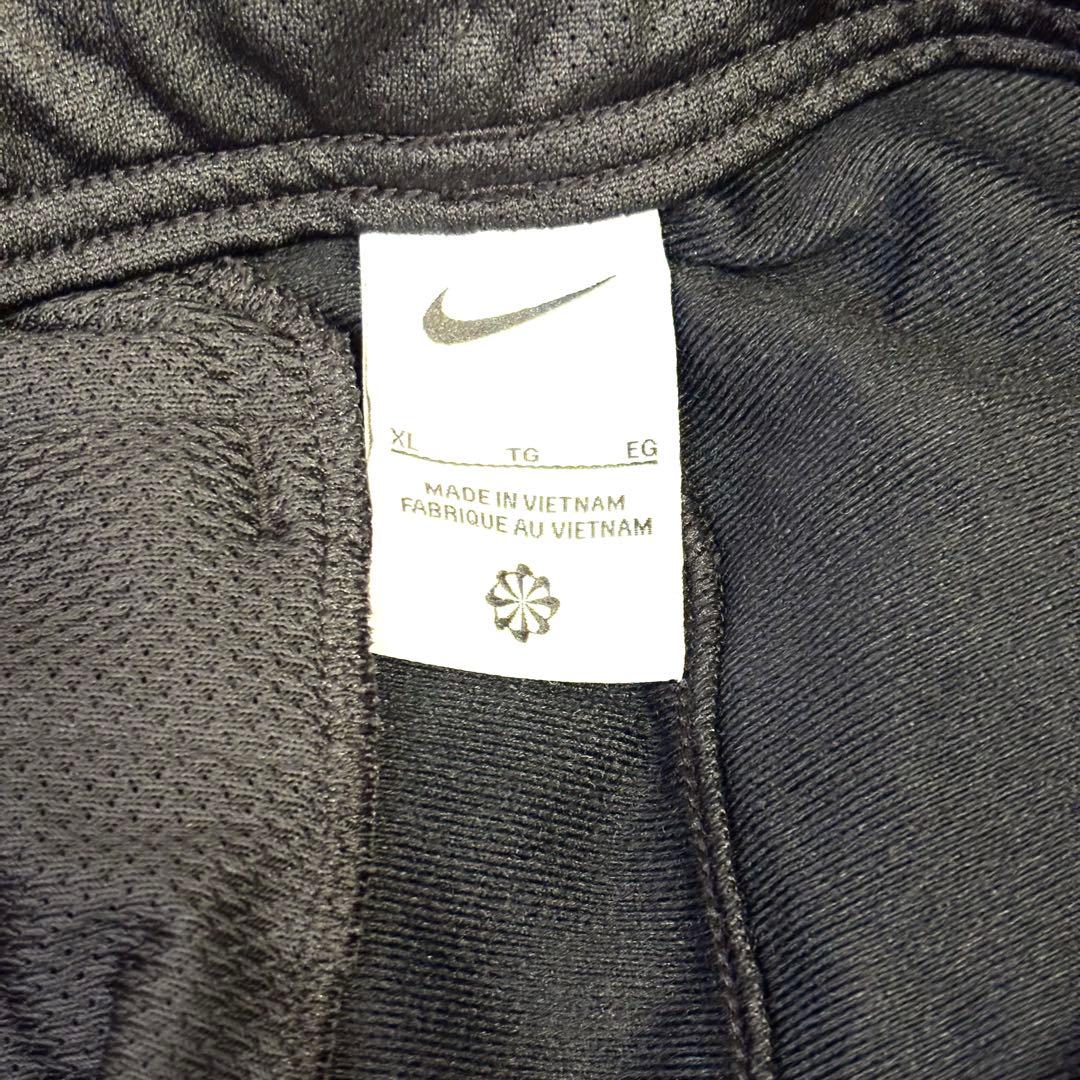 XL TG EG
MADE IN VIETNAM
FABRIQUE AU VIETNAM